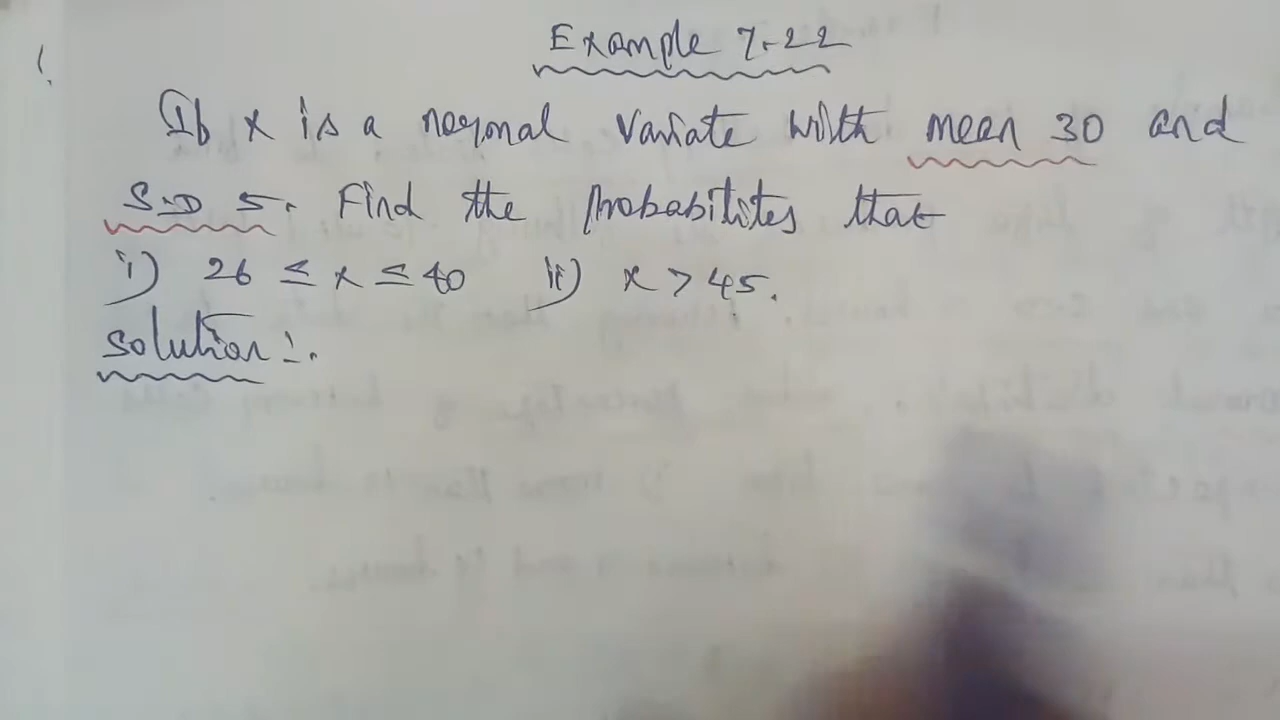 Example 7.22
If x is a normal variate with mean 30 and
S.D 5. Find the Probabilites that
i) 26 ≤ x ≤ 40 ii) x > 45.
Solution:.